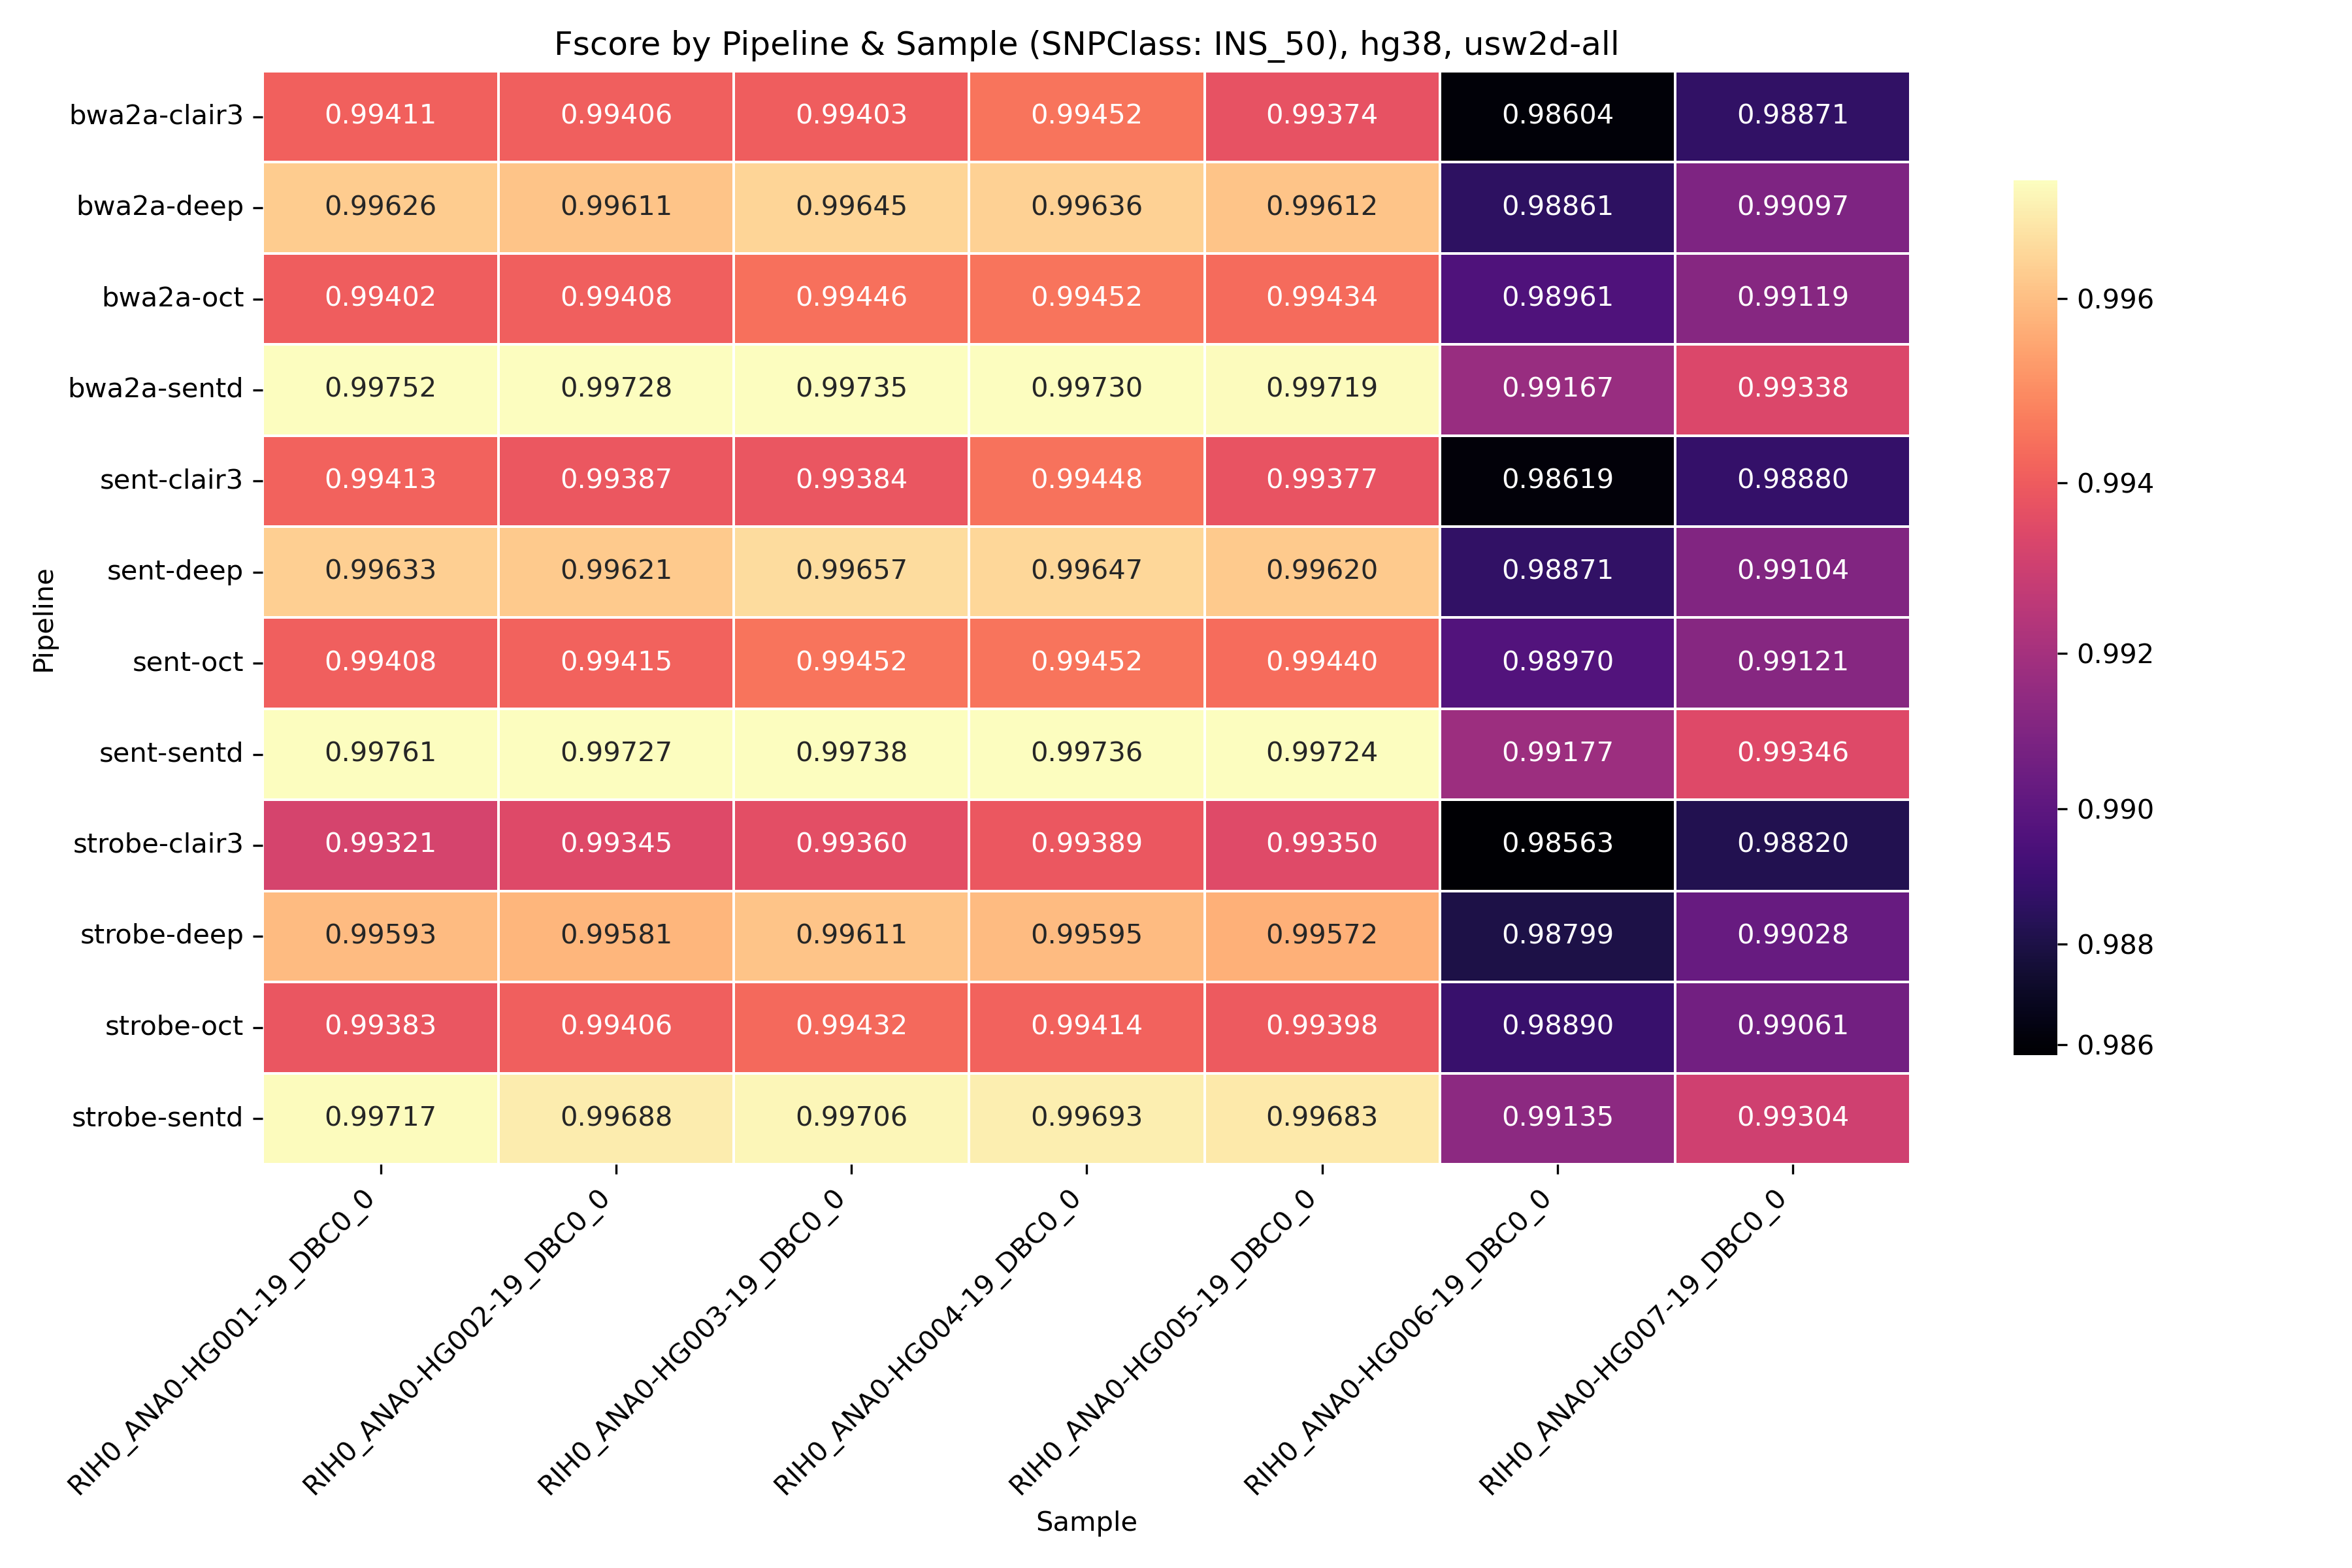 Fscore by Pipeline & Sample (SNPClass: INS_50), hg38, usw2d-all
bwa2a-clair3 0.99411 0.99406 0.99403 0.99452 0.99374 0.98604 0.98871
bwa2a-deep 0.99626 0.99611 0.99645 0.99636 0.99612 0.98861 0.99097
bwa2a-oct 0.99402 0.99408 0.99446 0.99452 0.99434 0.98961 0.99119
bwa2a-sentd 0.99752 0.99728 0.99735 0.99730 0.99719 0.99167 0.99338
sent-clair3 0.99413 0.99387 0.99384 0.99448 0.99377 0.98619 0.98880
sent-deep 0.99633 0.99621 0.99657 0.99647 0.99620 0.98871 0.99104
sent-oct 0.99408 0.99415 0.99452 0.99452 0.99440 0.98970 0.99121
sent-sentd 0.99761 0.99727 0.99738 0.99736 0.99724 0.99177 0.99346
strobe-clair3 0.99321 0.99345 0.99360 0.99389 0.99350 0.98563 0.98820
strobe-deep 0.99593 0.99581 0.99611 0.99595 0.99572 0.98799 0.99028
strobe-oct 0.99383 0.99406 0.99432 0.99414 0.99398 0.98890 0.99061
strobe-sentd 0.99717 0.99688 0.99706 0.99693 0.99683 0.99135 0.99304
Pipeline
RIH0_ANA0-HG001-19_DBC0_0
RIH0_ANA0-HG002-19_DBC0_0
RIH0_ANA0-HG003-19_DBC0_0
RIH0_ANA0-HG004-19_DBC0_0
RIH0_ANA0-HG005-19_DBC0_0
RIH0_ANA0-HG006-19_DBC0_0
RIH0_ANA0-HG007-19_DBC0_0
Sample
0.996
0.994
0.992
0.990
0.988
0.986